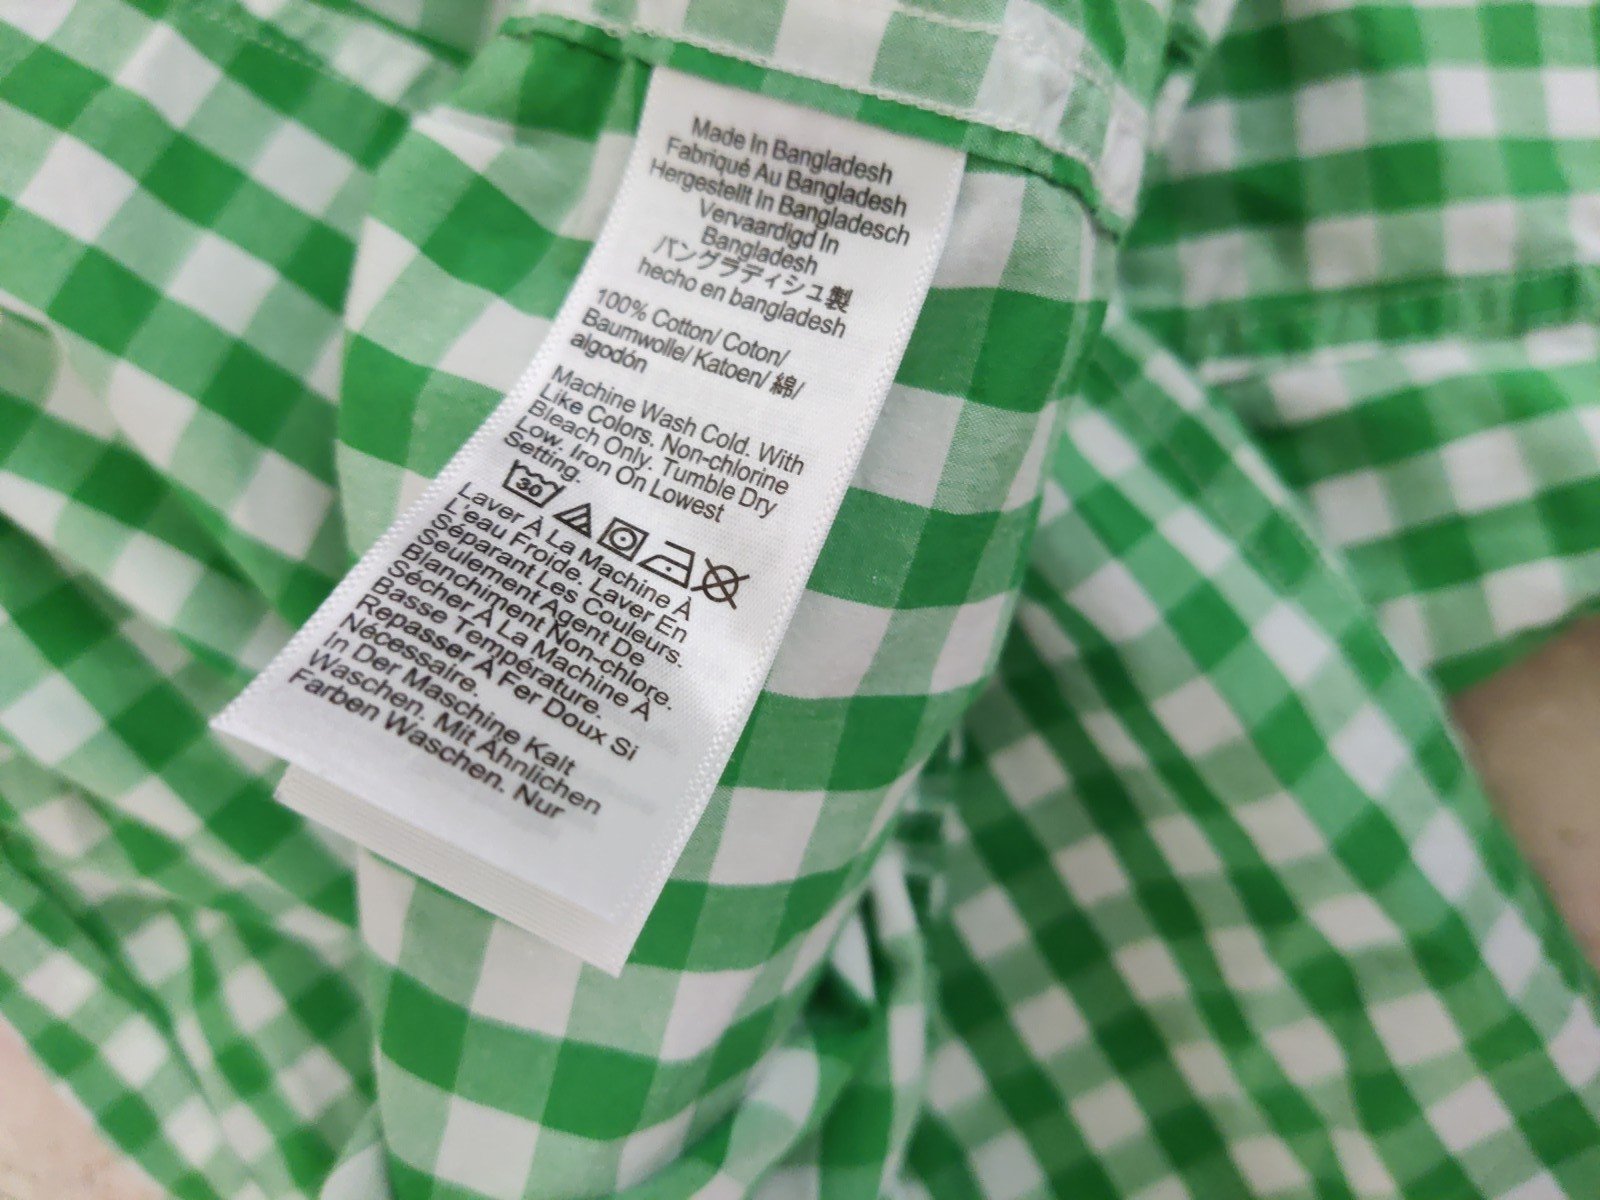 Made In Bangladesh
Fabriqué Au Bangladesh
Hergestellt In Bangladesch
Vervaardigd In
Bangladesh
バングラディシュ製
hecho en bangladesh
100% Cotton/ Coton/
Baumwolle/ Katoen/ 綿/
algodón
Machine Wash Cold. With
Like Colors. Non-chlorine
Bleach Only. Tumble Dry
Low. Iron On Lowest
Setting.
30
Laver À La Machine À
L'eau Froide. Laver En
Séparant Les Couleurs.
Seulement Agent De
Blanchiment Non-chlore.
Sécher À La Machine À
Basse Température.
Repasser À Fer Doux Si
Nécessaire.
In Der Maschine Kalt
Waschen. Mit Ähnlichen
Farben Waschen. Nur